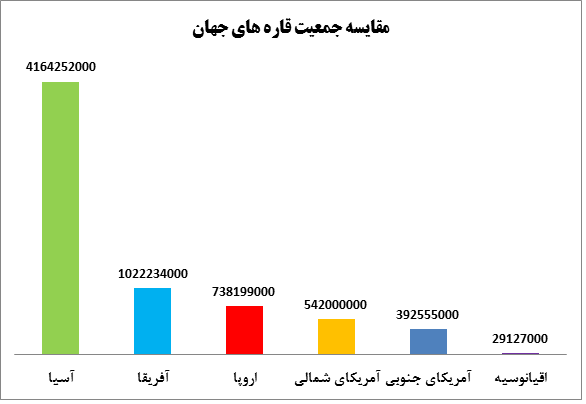 مقایسه جمعیت قاره های جهان
4164252000
1022234000
738199000
542000000
392555000
29127000
آسیا
آفریقا
اروپا
آمریکای شمالی
آمریکای جنوبی
اقیانوسیه